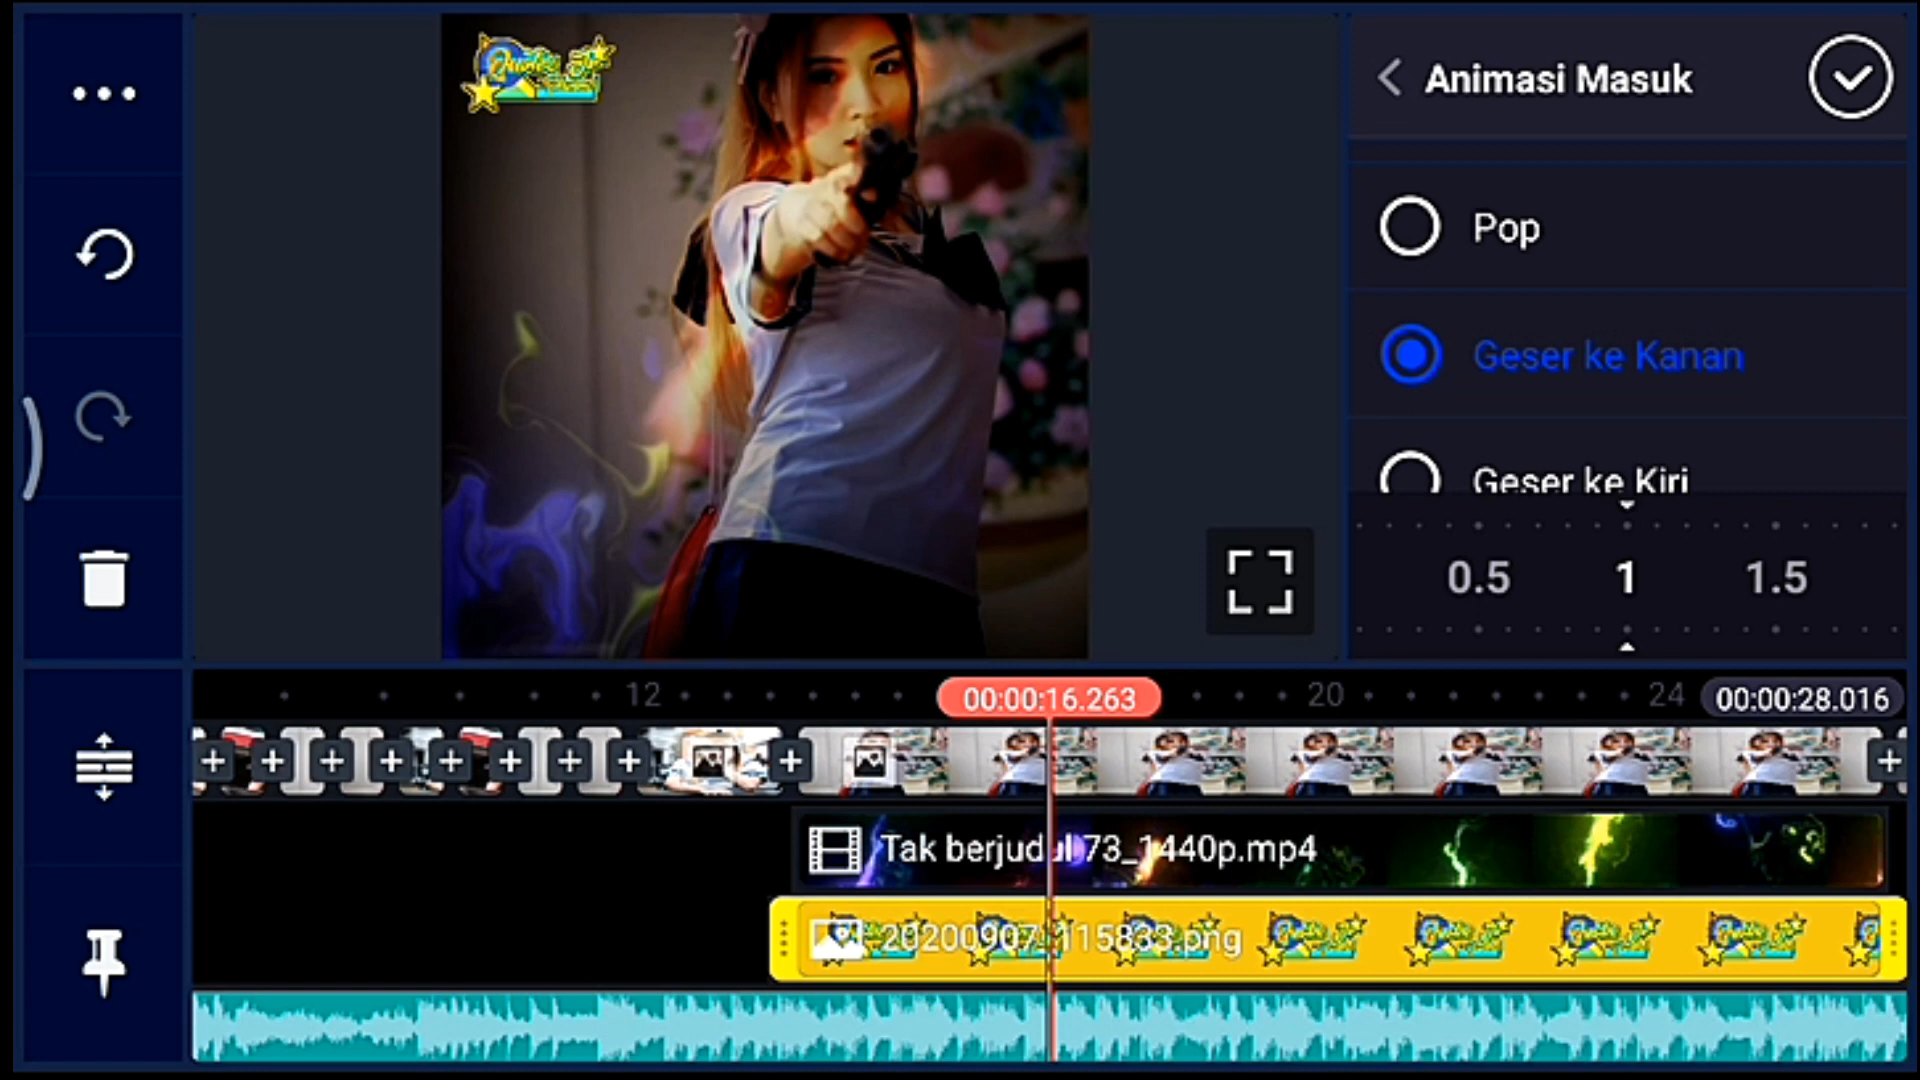 Animasi Masuk
Pop
Geser ke Kanan
Geser ke Kiri
0.5 1 1.5
12 00:00:16.263 20 24 00:00:28.016
Tak berjudul 73_1440p.mp4
20200907_115833.png